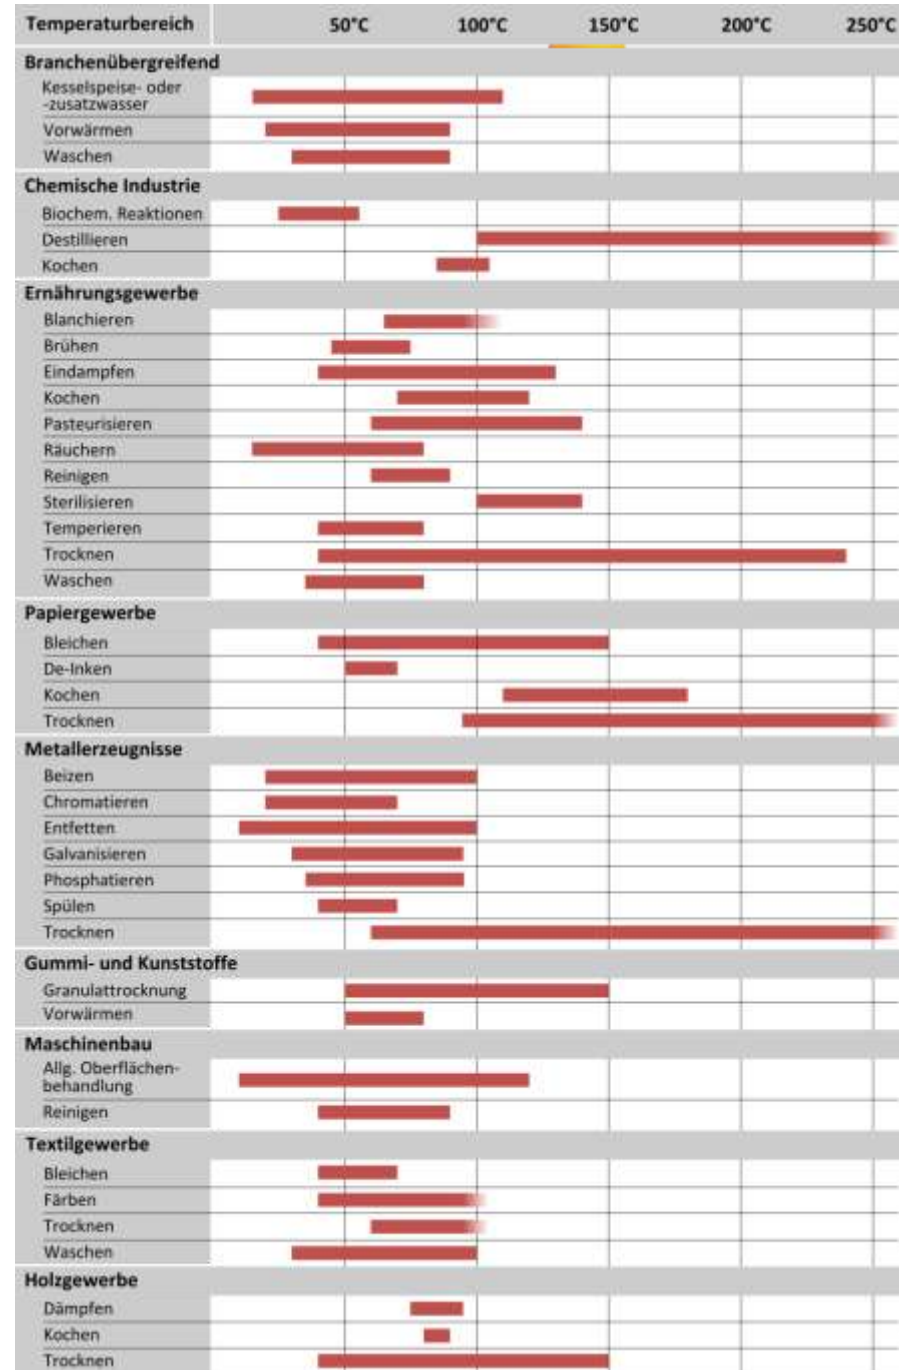 Temperaturbereich 50°C 100°C 150°C 200°C 250°C
Branchenübergreifend
Kesselspeise- oder
-zusatzwasser
Vorwärmen
Waschen
Chemische Industrie
Biochem. Reaktionen
Destillieren
Kochen
Ernährungsgewerbe
Blanchieren
Brühen
Eindampfen
Kochen
Pasteurisieren
Räuchern
Reinigen
Sterilisieren
Temperieren
Trocknen
Waschen
Papiergewerbe
Bleichen
De-Inken
Kochen
Trocknen
Metallerzeugnisse
Beizen
Chromatieren
Entfetten
Galvanisieren
Phosphatieren
Spülen
Trocknen
Gummi- und Kunststoffe
Granulattrocknung
Vorwärmen
Maschinenbau
Allg. Oberflächen-
behandlung
Reinigen
Textilgewerbe
Bleichen
Färben
Trocknen
Waschen
Holzgewerbe
Dämpfen
Kochen
Trocknen